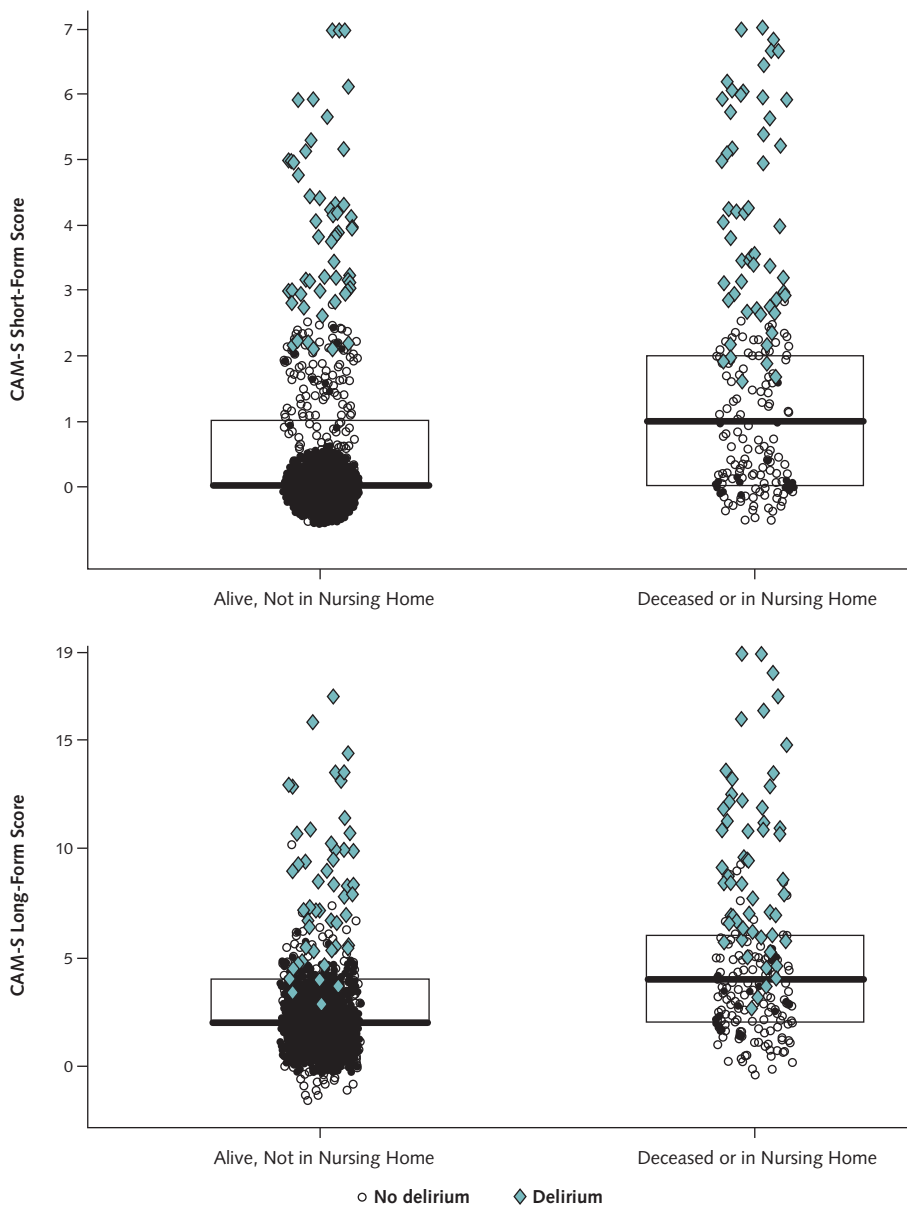 7
6
5
4
3
2
1
0
CAM-S Short-Form Score
Alive, Not in Nursing Home
Deceased or in Nursing Home
19
15
10
5
0
CAM-S Long-Form Score
Alive, Not in Nursing Home
Deceased or in Nursing Home
No delirium
Delirium